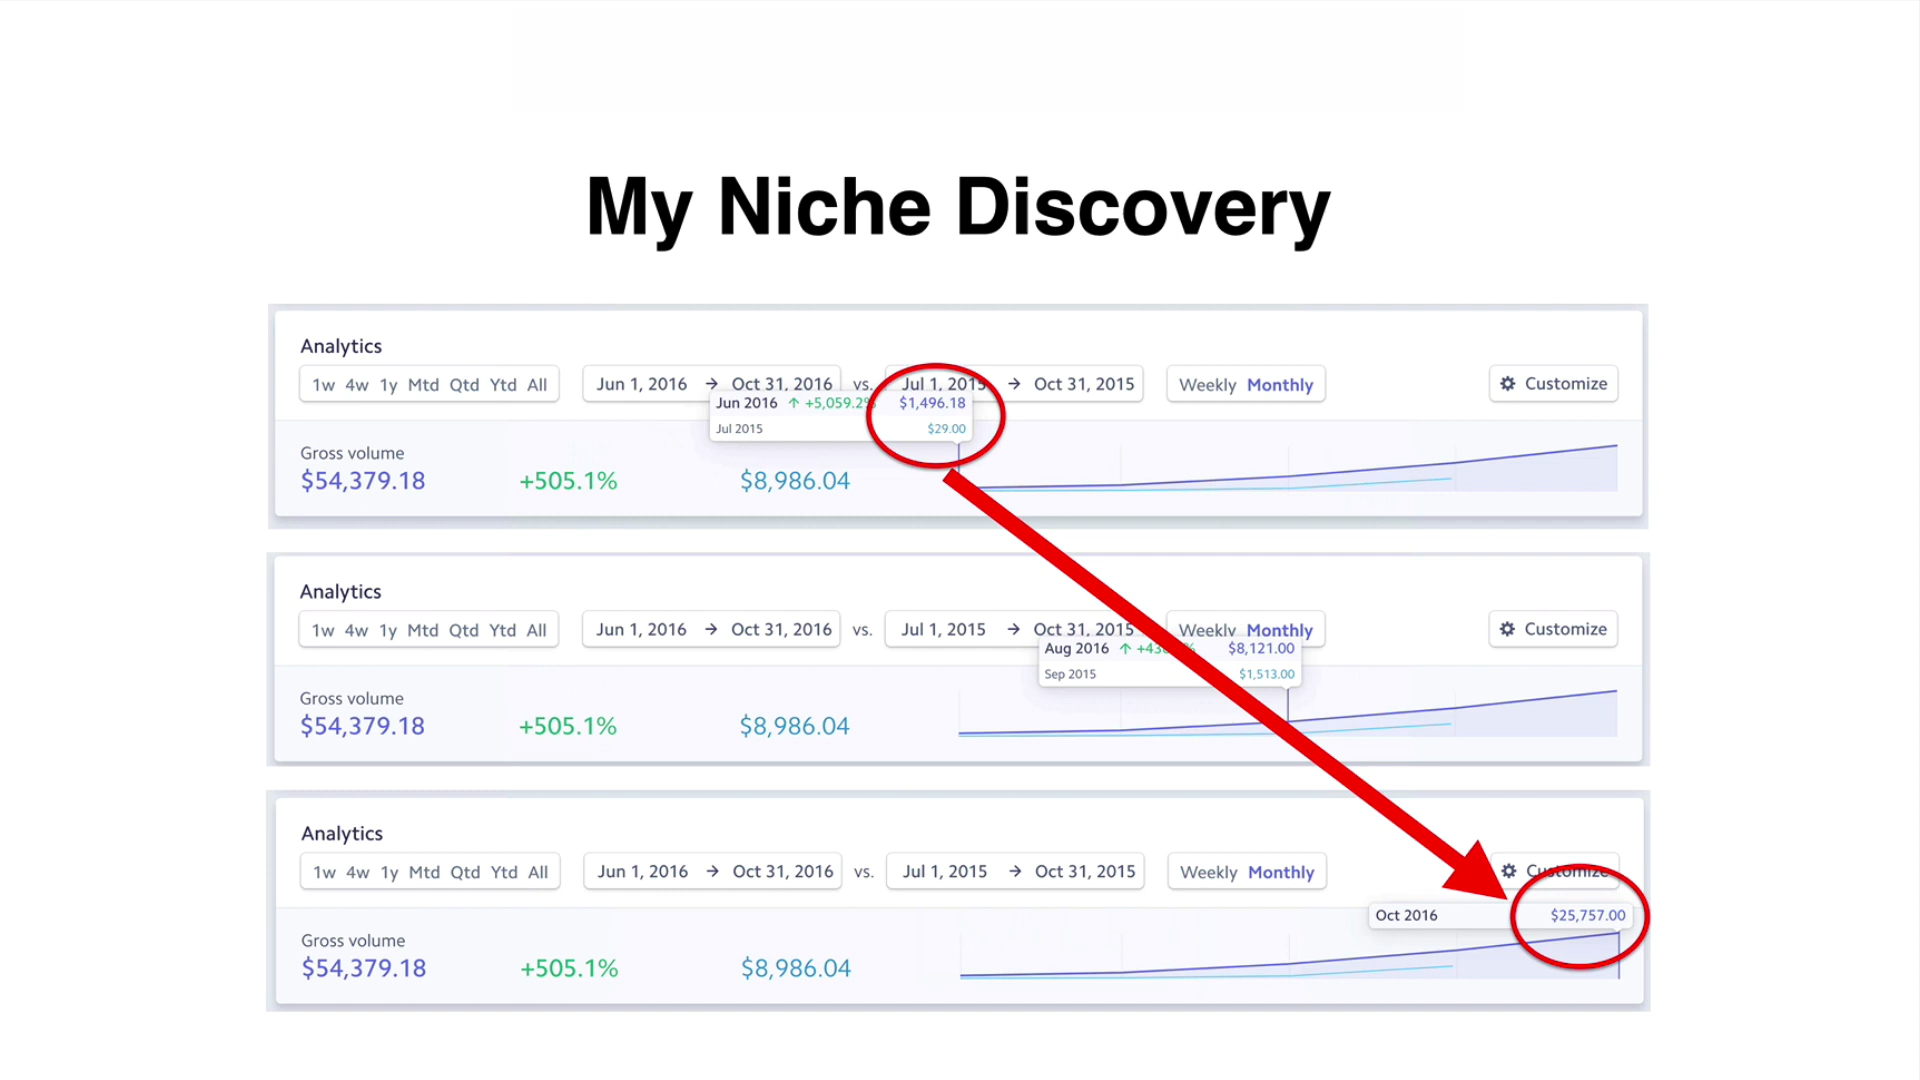 My Niche Discovery
Analytics
1w 4w 1y Mtd Qtd Ytd All
Jun 1, 2016 → Oct 31, 2016 vs. Jul 1, 2015 → Oct 31, 2015
Weekly Monthly
Customize
Jun 2016 ↑ +5,059.2% $1,496.18
Jul 2015 $29.00
Gross volume
$54,379.18 +505.1% $8,986.04
Analytics
1w 4w 1y Mtd Qtd Ytd All
Jun 1, 2016 → Oct 31, 2016 vs. Jul 1, 2015 → Oct 31, 2015
Weekly Monthly
Customize
Aug 2016 ↑ $8,121.00
Sep 2015 $1,513.00
Gross volume
$54,379.18 +505.1% $8,986.04
Analytics
1w 4w 1y Mtd Qtd Ytd All
Jun 1, 2016 → Oct 31, 2016 vs. Jul 1, 2015 → Oct 31, 2015
Weekly Monthly
Customize
Oct 2016 $25,757.00
Gross volume
$54,379.18 +505.1% $8,986.04